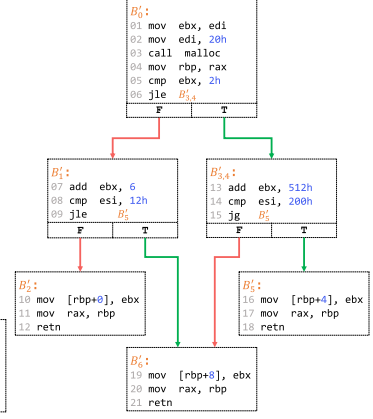 B′0:
01 mov ebx, edi
02 mov edi, 20h
03 call malloc
04 mov rbp, rax
05 cmp ebx, 2h
06 jle B′3,4
F T
B′1:
07 add ebx, 6
08 cmp esi, 12h
09 jle B′5
F T
B′3,4:
13 add ebx, 512h
14 cmp esi, 200h
15 jg B′5
F T
B′2:
10 mov [rbp+0], ebx
11 mov rax, rbp
12 retn
B′5:
16 mov [rbp+4], ebx
17 mov rax, rbp
18 retn
B′6:
19 mov [rbp+8], ebx
20 mov rax, rbp
21 retn